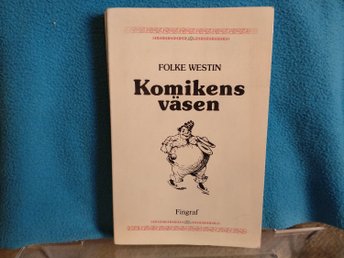 FOLKE WESTIN
Komikens
väsen
Fingraf